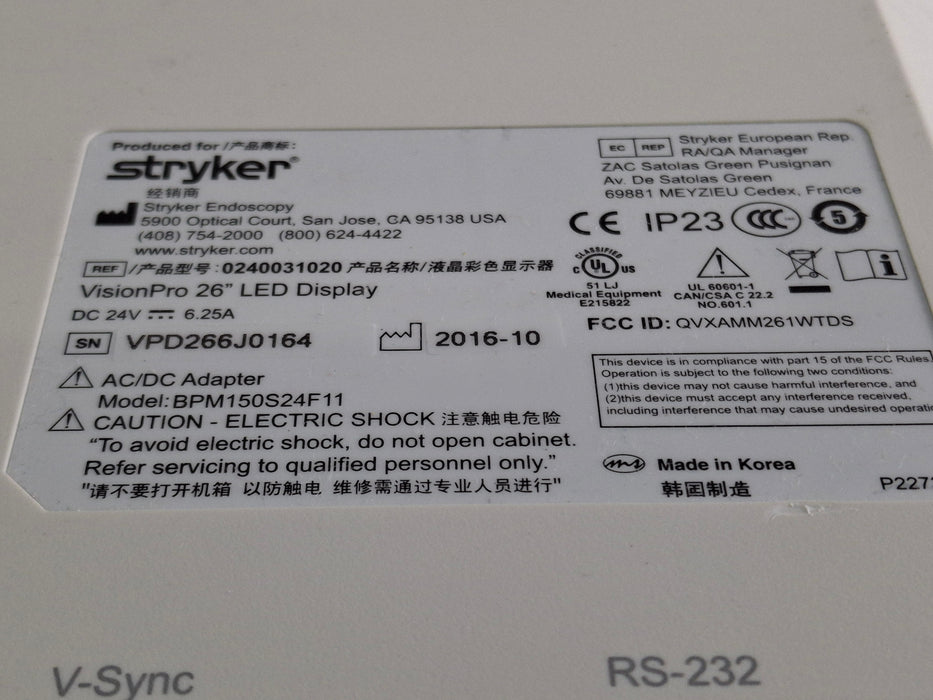 Produced for /产品商标:
stryker®
经销商
Stryker Endoscopy
5900 Optical Court, San Jose, CA 95138 USA
(408) 754-2000 (800) 624-4422
www.stryker.com
REF /产品型号：0240031020 产品名称/液晶彩色显示器
VisionPro 26” LED Display
DC 24V 6.25A
SN VPD266J0164
2016-10
AC/DC Adapter
Model: BPM150S24F11
CAUTION - ELECTRIC SHOCK 注意触电危险
“To avoid electric shock, do not open cabinet.
Refer servicing to qualified personnel only.”
"请不要打开机箱 以防触电 维修需通过专业人员进行"
EC REP Stryker European Rep.
RA/QA Manager
ZAC Satolas Green Pusignan
Av. De Satolas Green
69881 MEYZIEU Cedex, France
CE IP23 CCC 5
CLASSIFIED
C UL US
51 LJ
Medical Equipment
E215822
UL 60601-1
CAN/CSA C 22.2
NO.601.1
FCC ID: QVXAMM261WTDS
This device is in compliance with part 15 of the FCC Rules.
Operation is subject to the following two conditions:
(1)this device may not cause harmful interference, and
(2)this device must accept any interference received,
including interference that may cause undesired
Made in Korea
韩国制造
V-Sync
RS-232